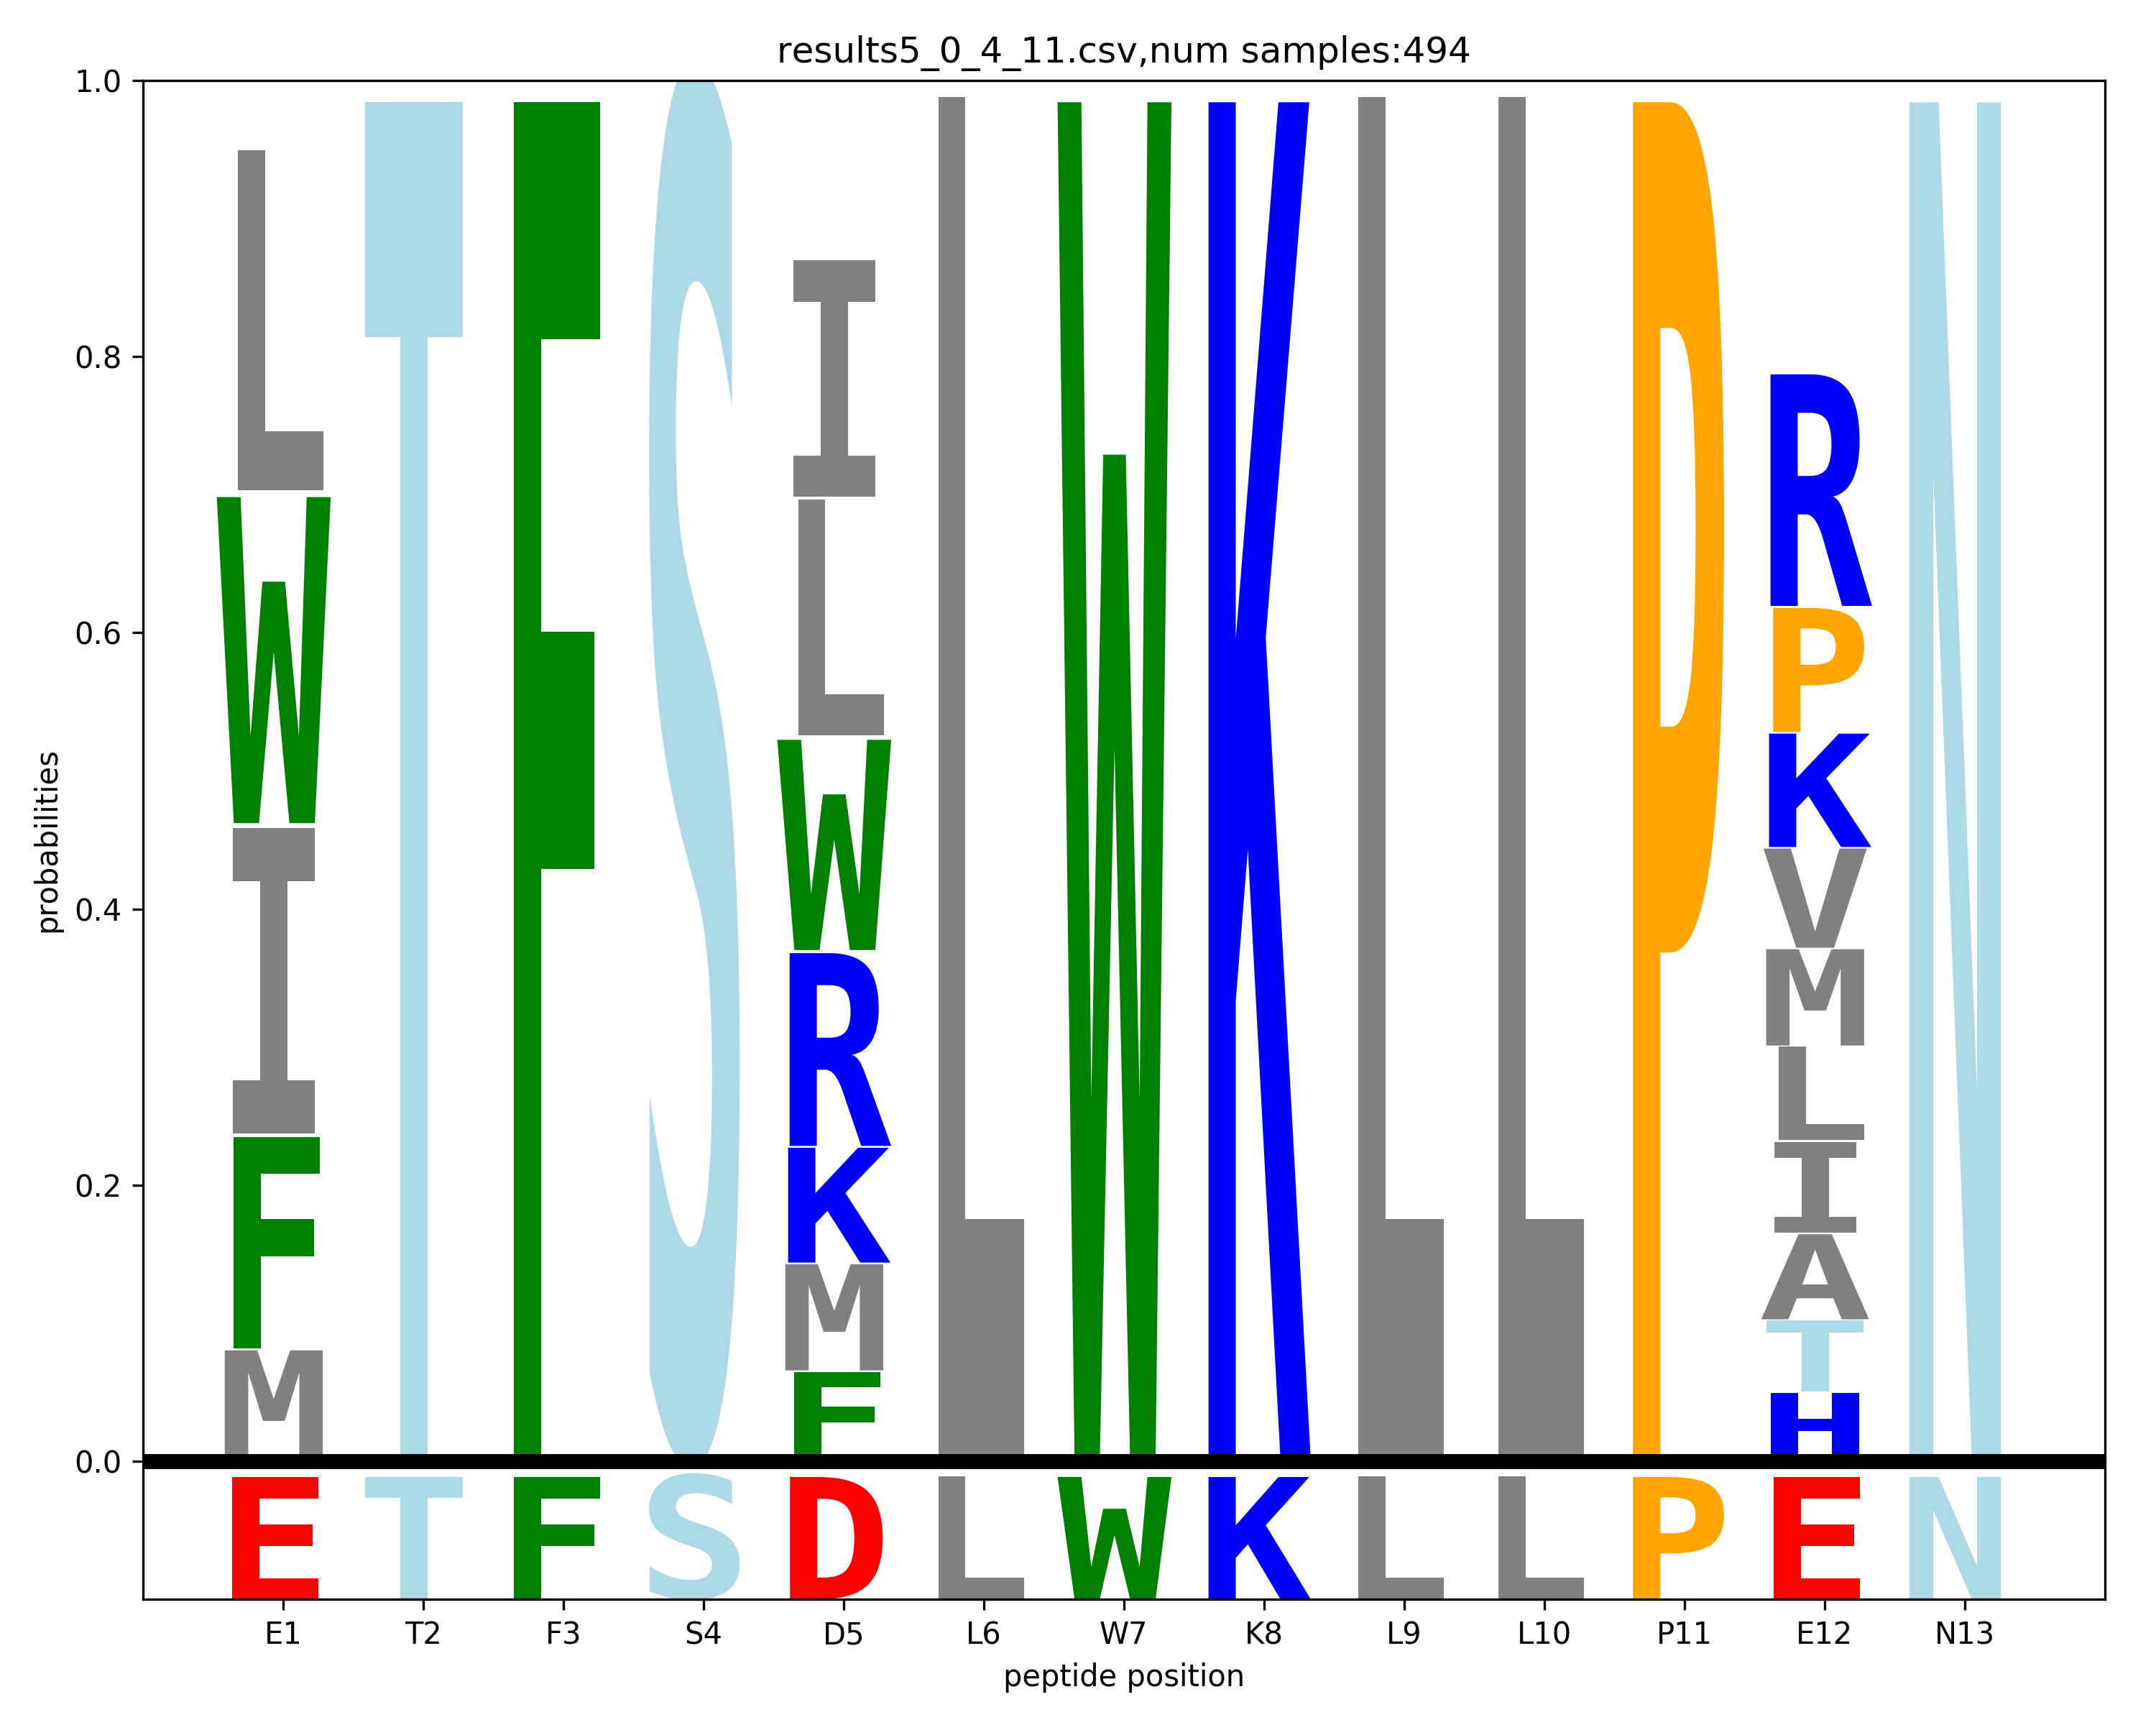 results5_0_4_11.csv,num samples:494
1.0
0.8
0.6
0.4
0.2
0.0
probabilities
L
W
I
F
M
T
F
S
I
L
W
R
K
M
F
L
W
K
L
L
P
R
P
K
V
M
L
I
A
T
H
N
E T F S D L W K L L P E N
E1 T2 F3 S4 D5 L6 W7 K8 L9 L10 P11 E12 N13
peptide position